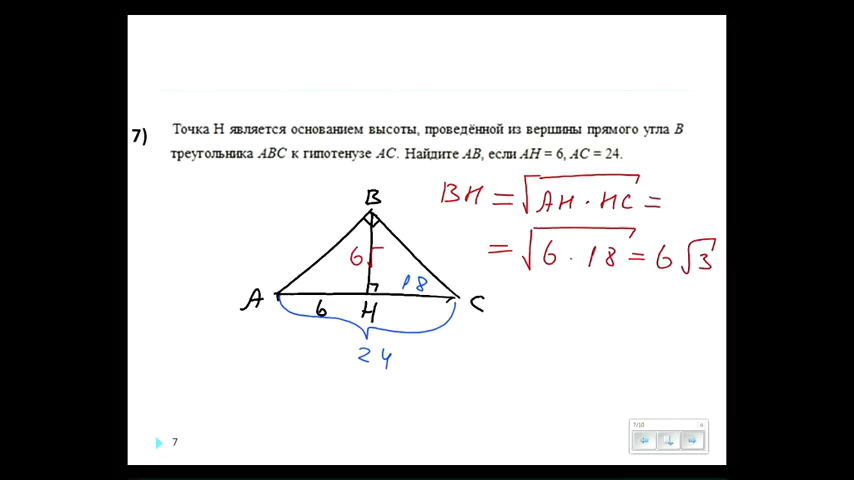 7)
Точка Н является основанием высоты, проведённой из вершины прямого угла B
треугольника ABC к гипотенузе AC. Найдите AB, если AH = 6, AC = 24.
BH = √(AH · HC) =
= √(6 · 18) = 6√3
B
6√
18
A
6
H
C
24
7
7/10